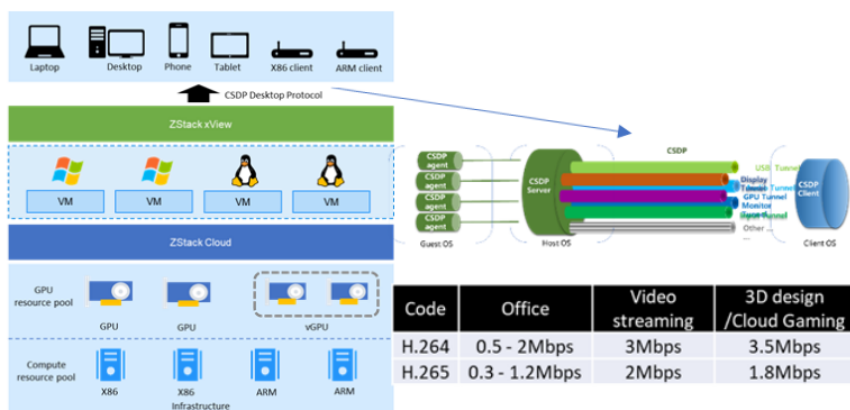 Laptop
Desktop
Phone
Tablet
X86 client
ARM client
CSDP Desktop Protocol
ZStack xView
VM
VM
VM
VM
ZStack Cloud
GPU
resource pool
GPU
GPU
vGPU
Compute
resource pool
X86
X86
ARM
ARM
Infrastructure
CSDP
agent
CSDP
agent
CSDP
agent
CSDP
agent
Guest OS
CSDP
Server
Host OS
CSDP
USB Tunnel
Display
Tunnel
GPU Tunnel
Monitor
Tunnel
Other ...
...
CSDP
Client
Client OS
Code Office Video streaming 3D design /Cloud Gaming
H.264 0.5 - 2Mbps 3Mbps 3.5Mbps
H.265 0.3 - 1.2Mbps 2Mbps 1.8Mbps